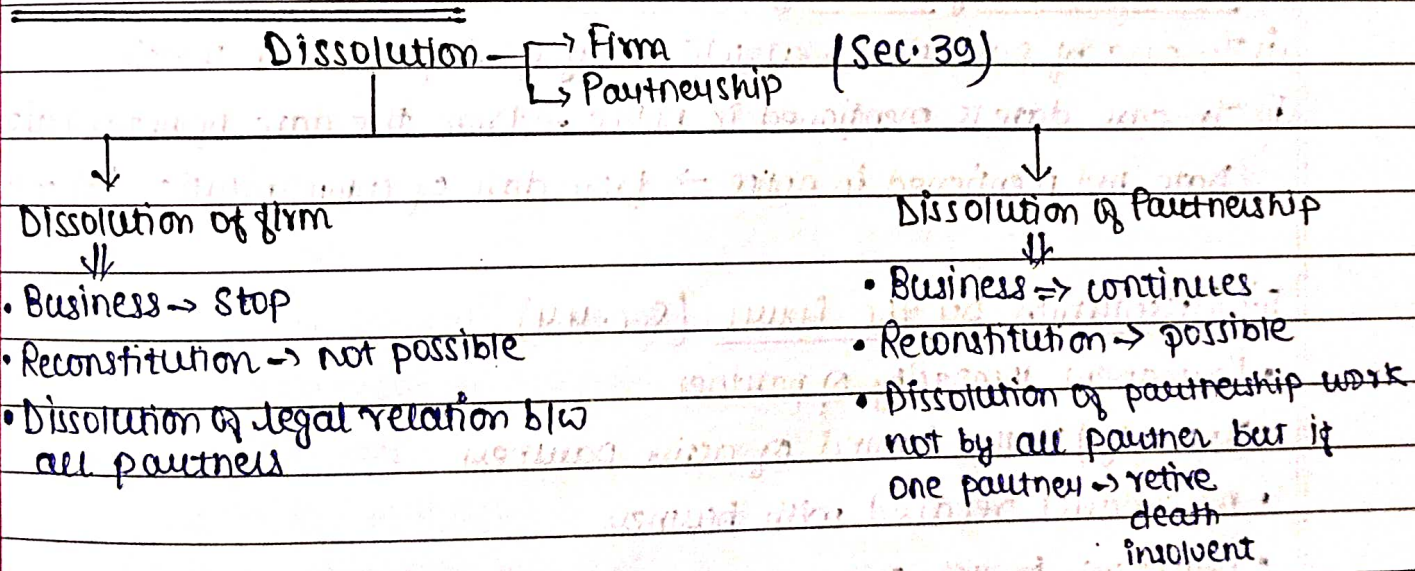 Dissolution → Firm (Sec. 39)
↳ Partnership
Dissolution of firm
Dissolution of Partnership
• Business → Stop
• Reconstitution → not possible
• Dissolution of legal relation b/w
all partners
• Business ⇒ continues.
• Reconstitution → possible
• Dissolution of partnership work
not by all partner but if
one partner → retire
death
insolvent.